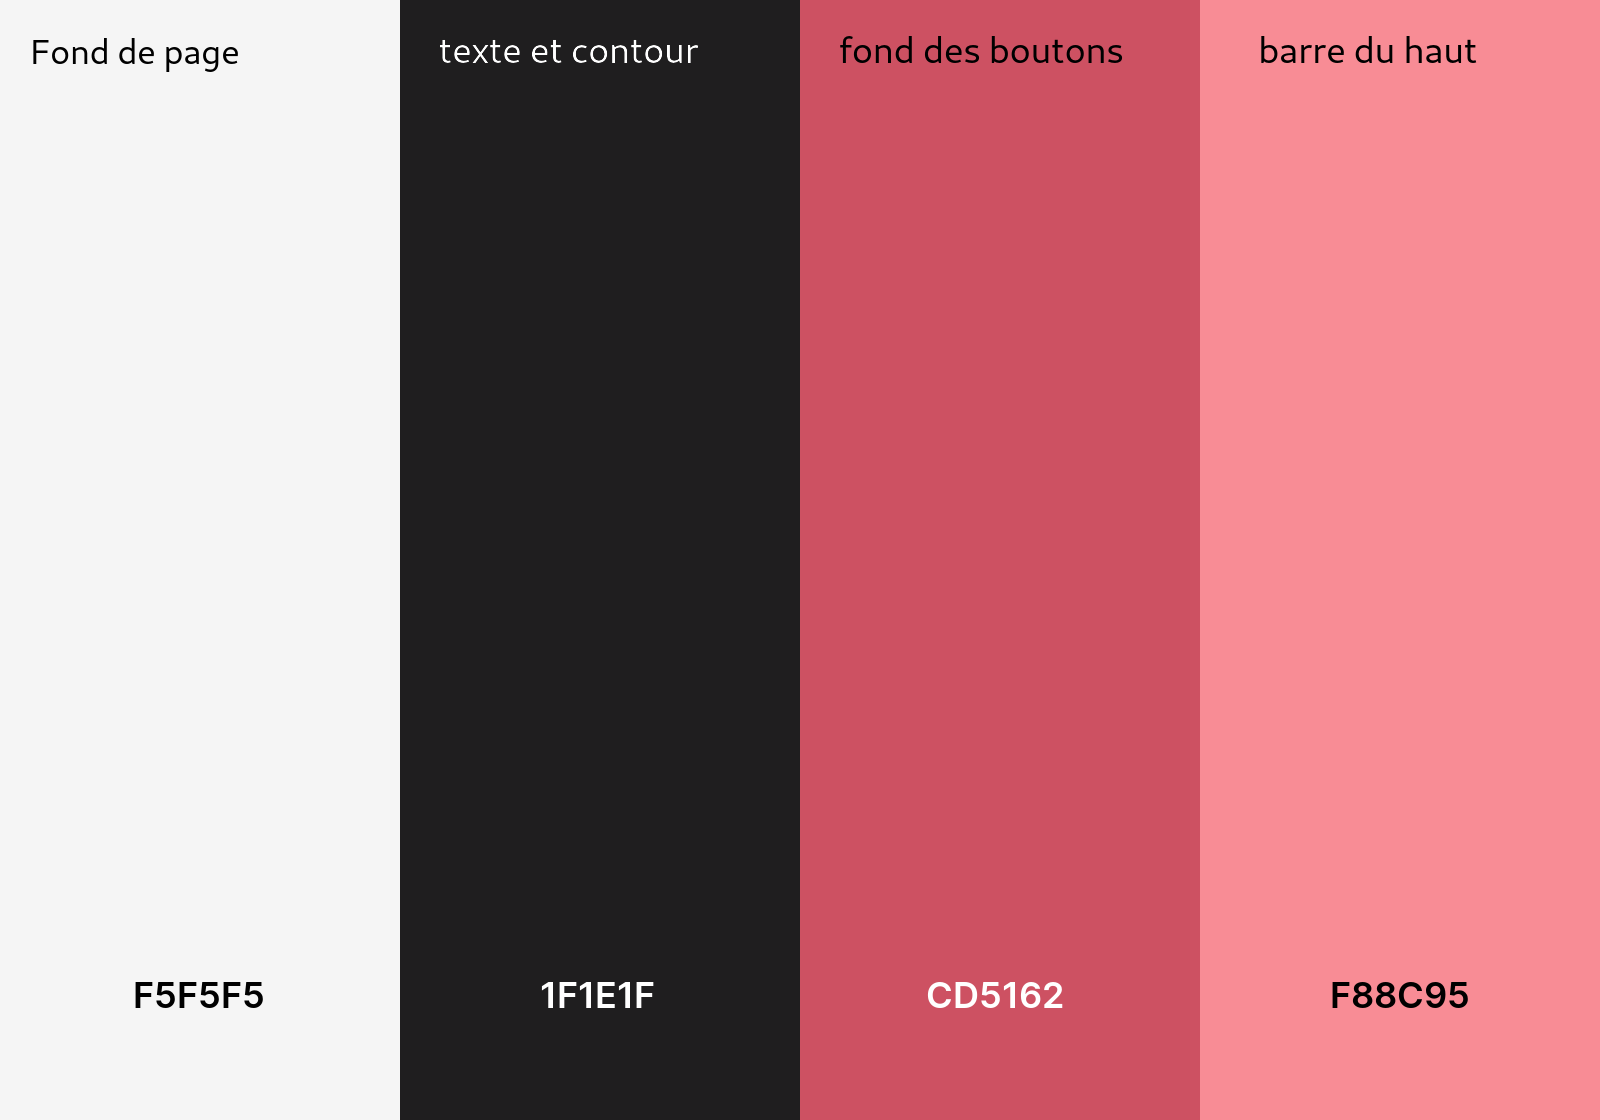 Fond de page
texte et contour
fond des boutons
barre du haut
F5F5F5
1F1E1F
CD5162
F88C95